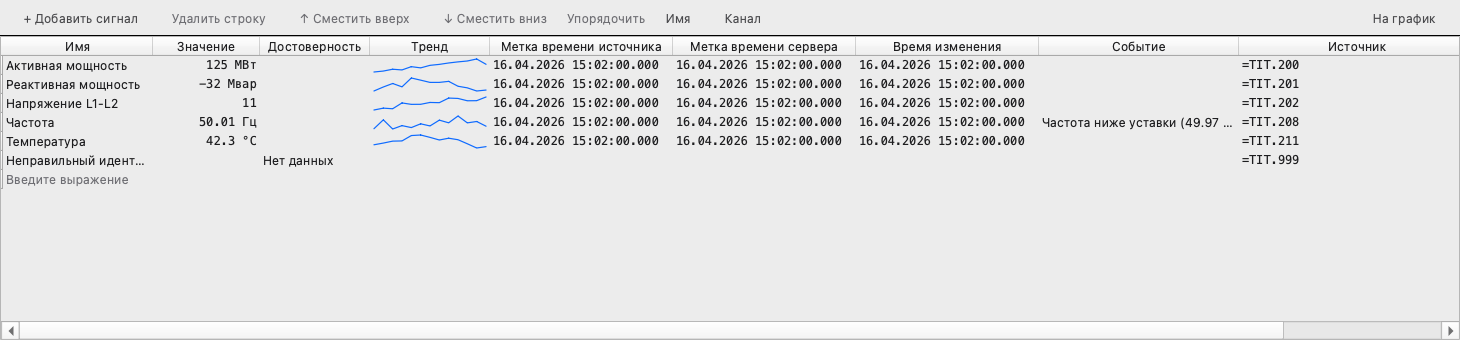 + Добавить сигнал Удалить строку ↑ Сместить вверх ↓ Сместить вниз Упорядочить Имя Канал На график
Имя Значение Достоверность Тренд Метка времени источника Метка времени сервера Время изменения Событие Источник
Активная мощность 125 МВт 16.04.2026 15:02:00.000 16.04.2026 15:02:00.000 16.04.2026 15:02:00.000 =TIT.200
Реактивная мощность −32 Мвар 16.04.2026 15:02:00.000 16.04.2026 15:02:00.000 16.04.2026 15:02:00.000 =TIT.201
Напряжение L1-L2 11 16.04.2026 15:02:00.000 16.04.2026 15:02:00.000 16.04.2026 15:02:00.000 =TIT.202
Частота 50.01 Гц 16.04.2026 15:02:00.000 16.04.2026 15:02:00.000 16.04.2026 15:02:00.000 Частота ниже уставки (49.97 ... =TIT.208
Температура 42.3 °C 16.04.2026 15:02:00.000 16.04.2026 15:02:00.000 16.04.2026 15:02:00.000 =TIT.211
Неправильный идент... Нет данных =TIT.999
Введите выражение